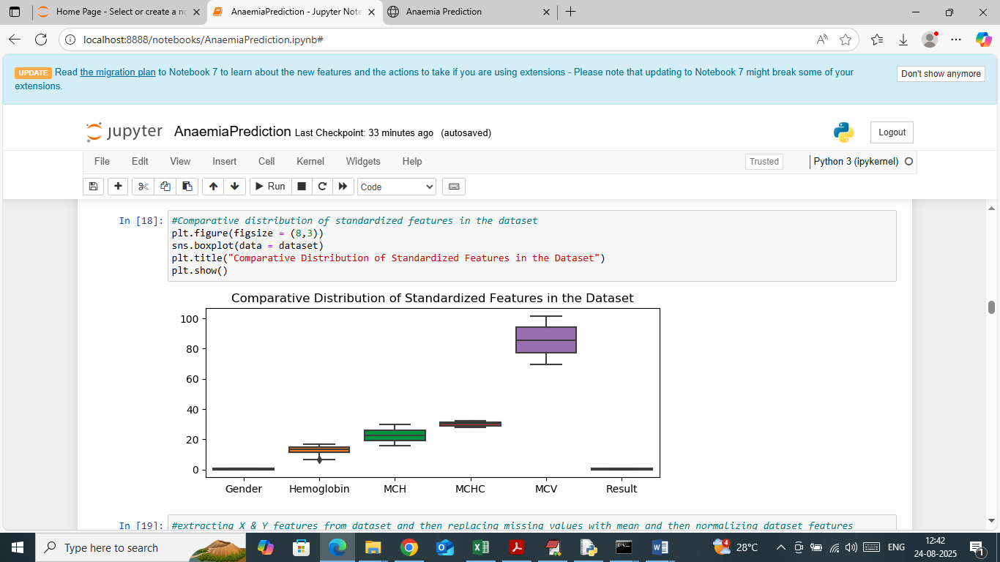 Home Page - Select or create a n
AnaemiaPrediction - Jupyter Note
Anaemia Prediction
localhost:8888/notebooks/AnaemiaPrediction.ipynb#
UPDATE Read the migration plan to Notebook 7 to learn about the new features and the actions to take if you are using extensions - Please note that updating to Notebook 7 might break some of your
extensions.
Don't show anymore
jupyter AnaemiaPrediction Last Checkpoint: 33 minutes ago (autosaved)
Logout
File Edit View Insert Cell Kernel Widgets Help
Trusted
Python 3 (ipykernel)
Run
Code
In [18]:
#Comparative distribution of standardized features in the dataset
plt.figure(figsize = (8,3))
sns.boxplot(data = dataset)
plt.title("Comparative Distribution of Standardized Features in the Dataset")
plt.show()
Comparative Distribution of Standardized Features in the Dataset
100
80
60
40
20
0
Gender Hemoglobin MCH MCHC MCV Result
In [19]: #extracting X & Y features from dataset and then replacing missing values with mean and then normalizing dataset features
Type here to search
4
28°C
ENG
12:42
24-08-2025
1